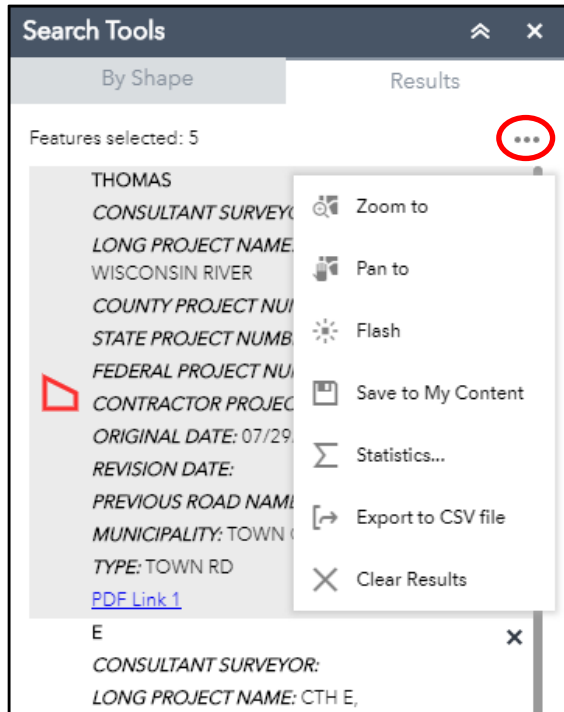 Search Tools
By Shape Results
Features selected: 5
THOMAS
CONSULTANT SURVEYO
LONG PROJECT NAME:
WISCONSIN RIVER
COUNTY PROJECT NU
STATE PROJECT NUMB
FEDERAL PROJECT NU
CONTRACTOR PROJEC
ORIGINAL DATE: 07/29
REVISION DATE:
PREVIOUS ROAD NAM
MUNICIPALITY: TOWN
TYPE: TOWN RD
PDF Link 1
Zoom to
Pan to
Flash
Save to My Content
Statistics...
Export to CSV file
Clear Results
E
CONSULTANT SURVEYOR:
LONG PROJECT NAME: CTH E,